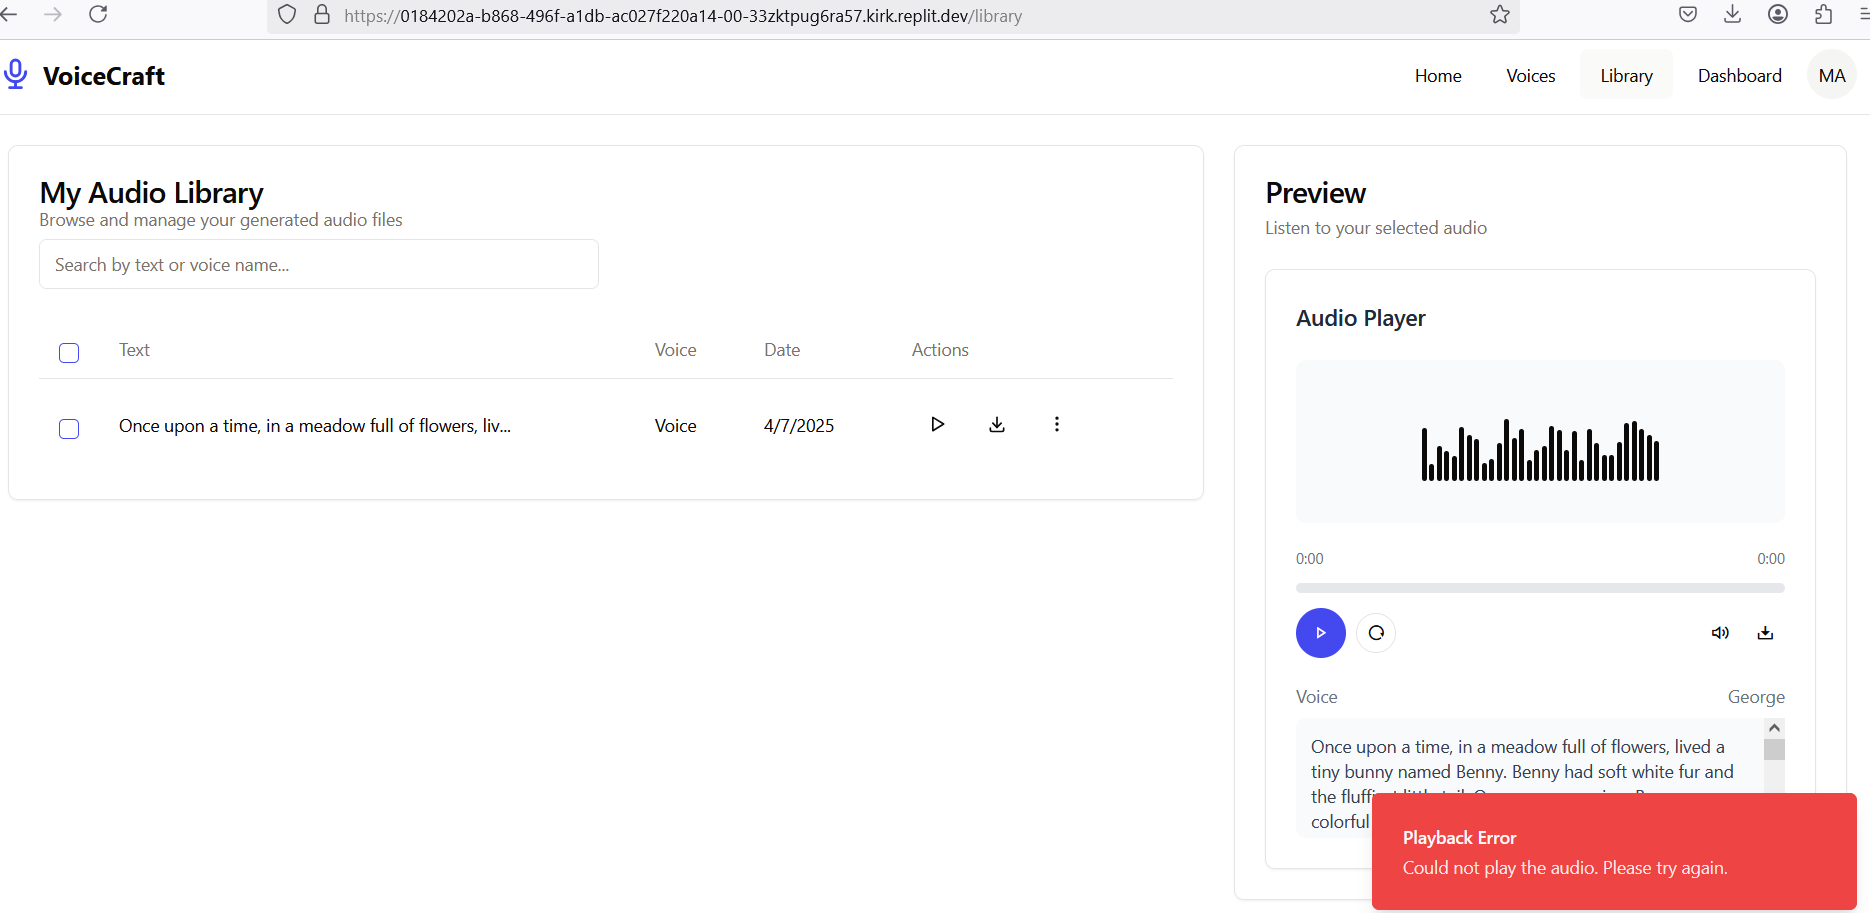 https://0184202a-b868-496f-a1db-ac027f220a14-00-33zktpug6ra57.kirk.replit.dev/library
VoiceCraft
Home Voices Library Dashboard MA
My Audio Library
Browse and manage your generated audio files
Search by text or voice name...
Text Voice Date Actions
Once upon a time, in a meadow full of flowers, liv... Voice 4/7/2025
Preview
Listen to your selected audio
Audio Player
0:00 0:00
Voice George
Once upon a time, in a meadow full of flowers, lived a
tiny bunny named Benny. Benny had soft white fur and
the
colorful
Playback Error
Could not play the audio. Please try again.